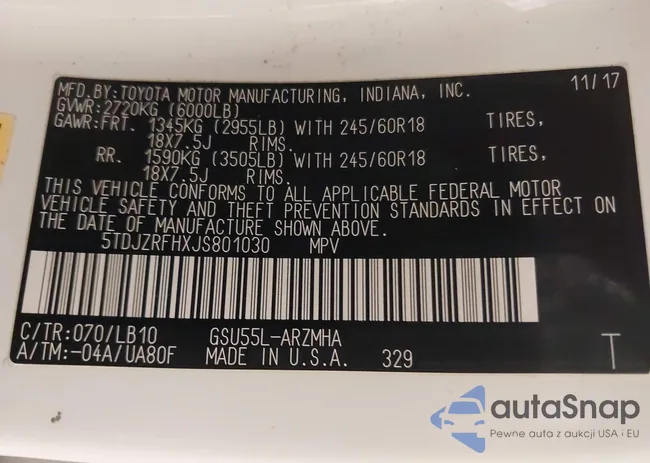 MFD.BY:TOYOTA MOTOR MANUFACTURING, INDIANA, INC. 11/17
GVWR:2720KG (6000LB)
GAWR:FRT. 1345KG (2955LB) WITH 245/60R18 TIRES,
18X7.5J RIMS.
RR. 1590KG (3505LB) WITH 245/60R18 TIRES,
18X7.5J RIMS.
THIS VEHICLE CONFORMS TO ALL APPLICABLE FEDERAL MOTOR
VEHICLE SAFETY AND THEFT PREVENTION STANDARDS IN EFFECT ON
THE DATE OF MANUFACTURE SHOWN ABOVE.
5TDJZRFHXJS801030 MPV
C/TR:070/LB10 GSU55L-ARZMHA
A/TM:-04A/UA80F MADE IN U.S.A. 329 T
autaSnap
Pewne auta z aukcji USA i EU